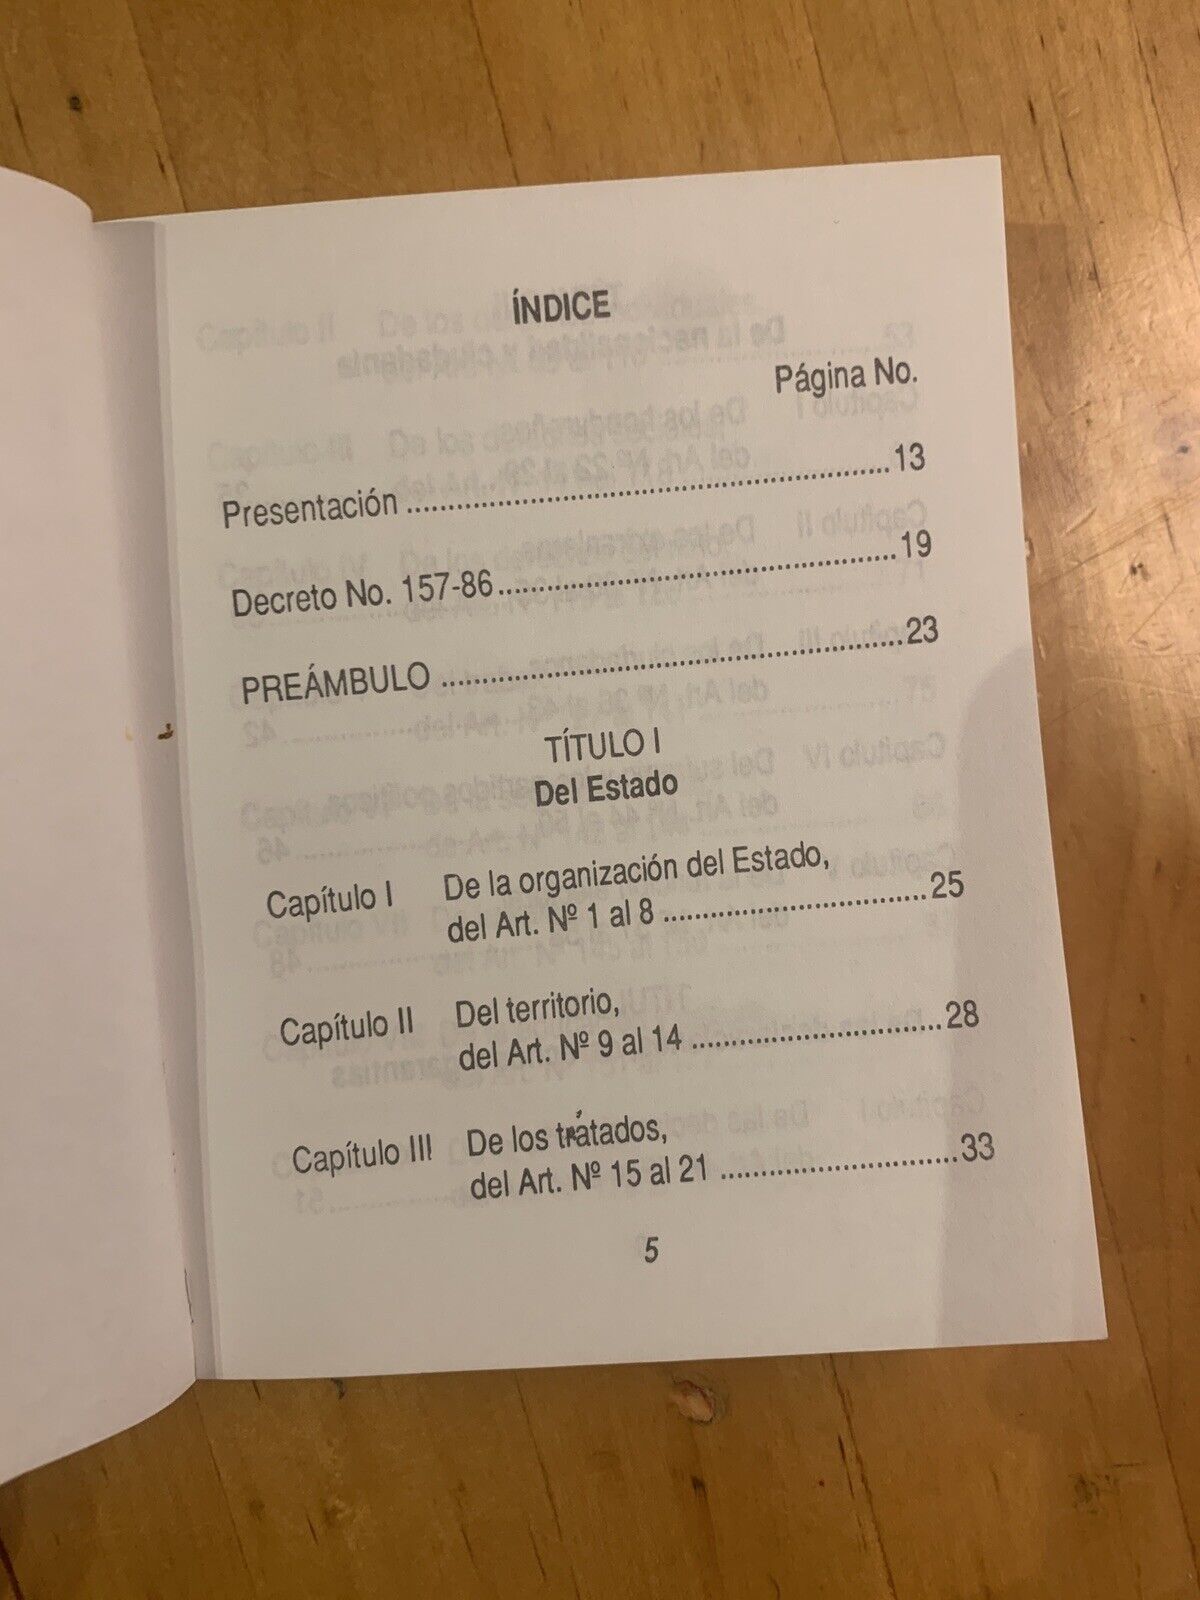 ÍNDICE
Página No.
Presentación ............................................................ 13
Decreto No. 157-86 .................................................. 19
PREÁMBULO ......................................................... 23
TÍTULO I
Del Estado
Capítulo I De la organización del Estado,
del Art. Nº 1 al 8 .................................. 25
Capítulo II Del territorio,
del Art. Nº 9 al 14 ................................ 28
Capítulo III De los tratados,
del Art. Nº 15 al 21 .............................. 33
5